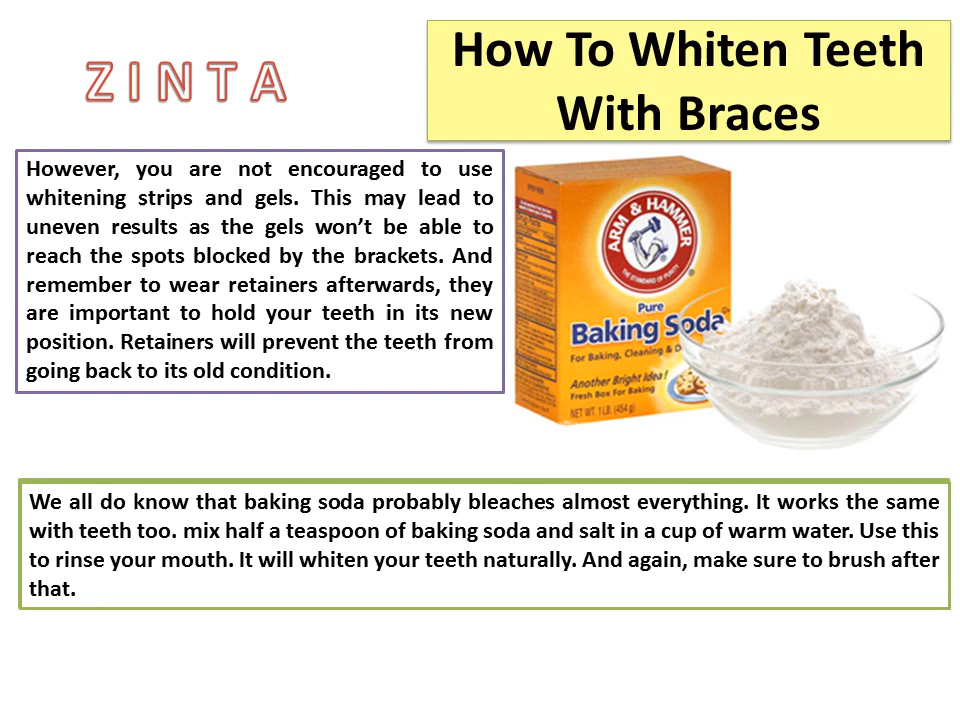 Z I N T A
How To Whiten Teeth
With Braces
However, you are not encouraged to use
whitening strips and gels. This may lead to
uneven results as the gels won’t be able to
reach the spots blocked by the brackets. And
remember to wear retainers afterwards, they
are important to hold your teeth in its new
position. Retainers will prevent the teeth from
going back to its old condition.
ARM & HAMMER
THE STANDARD OF PURITY
Pure
Baking Soda
For Baking, Cleaning & D
Another Bright Idea!
Fresh Box For Baking
NET WT. 1 LB. (454 g)
We all do know that baking soda probably bleaches almost everything. It works the same
with teeth too. mix half a teaspoon of baking soda and salt in a cup of warm water. Use this
to rinse your mouth. It will whiten your teeth naturally. And again, make sure to brush after
that.